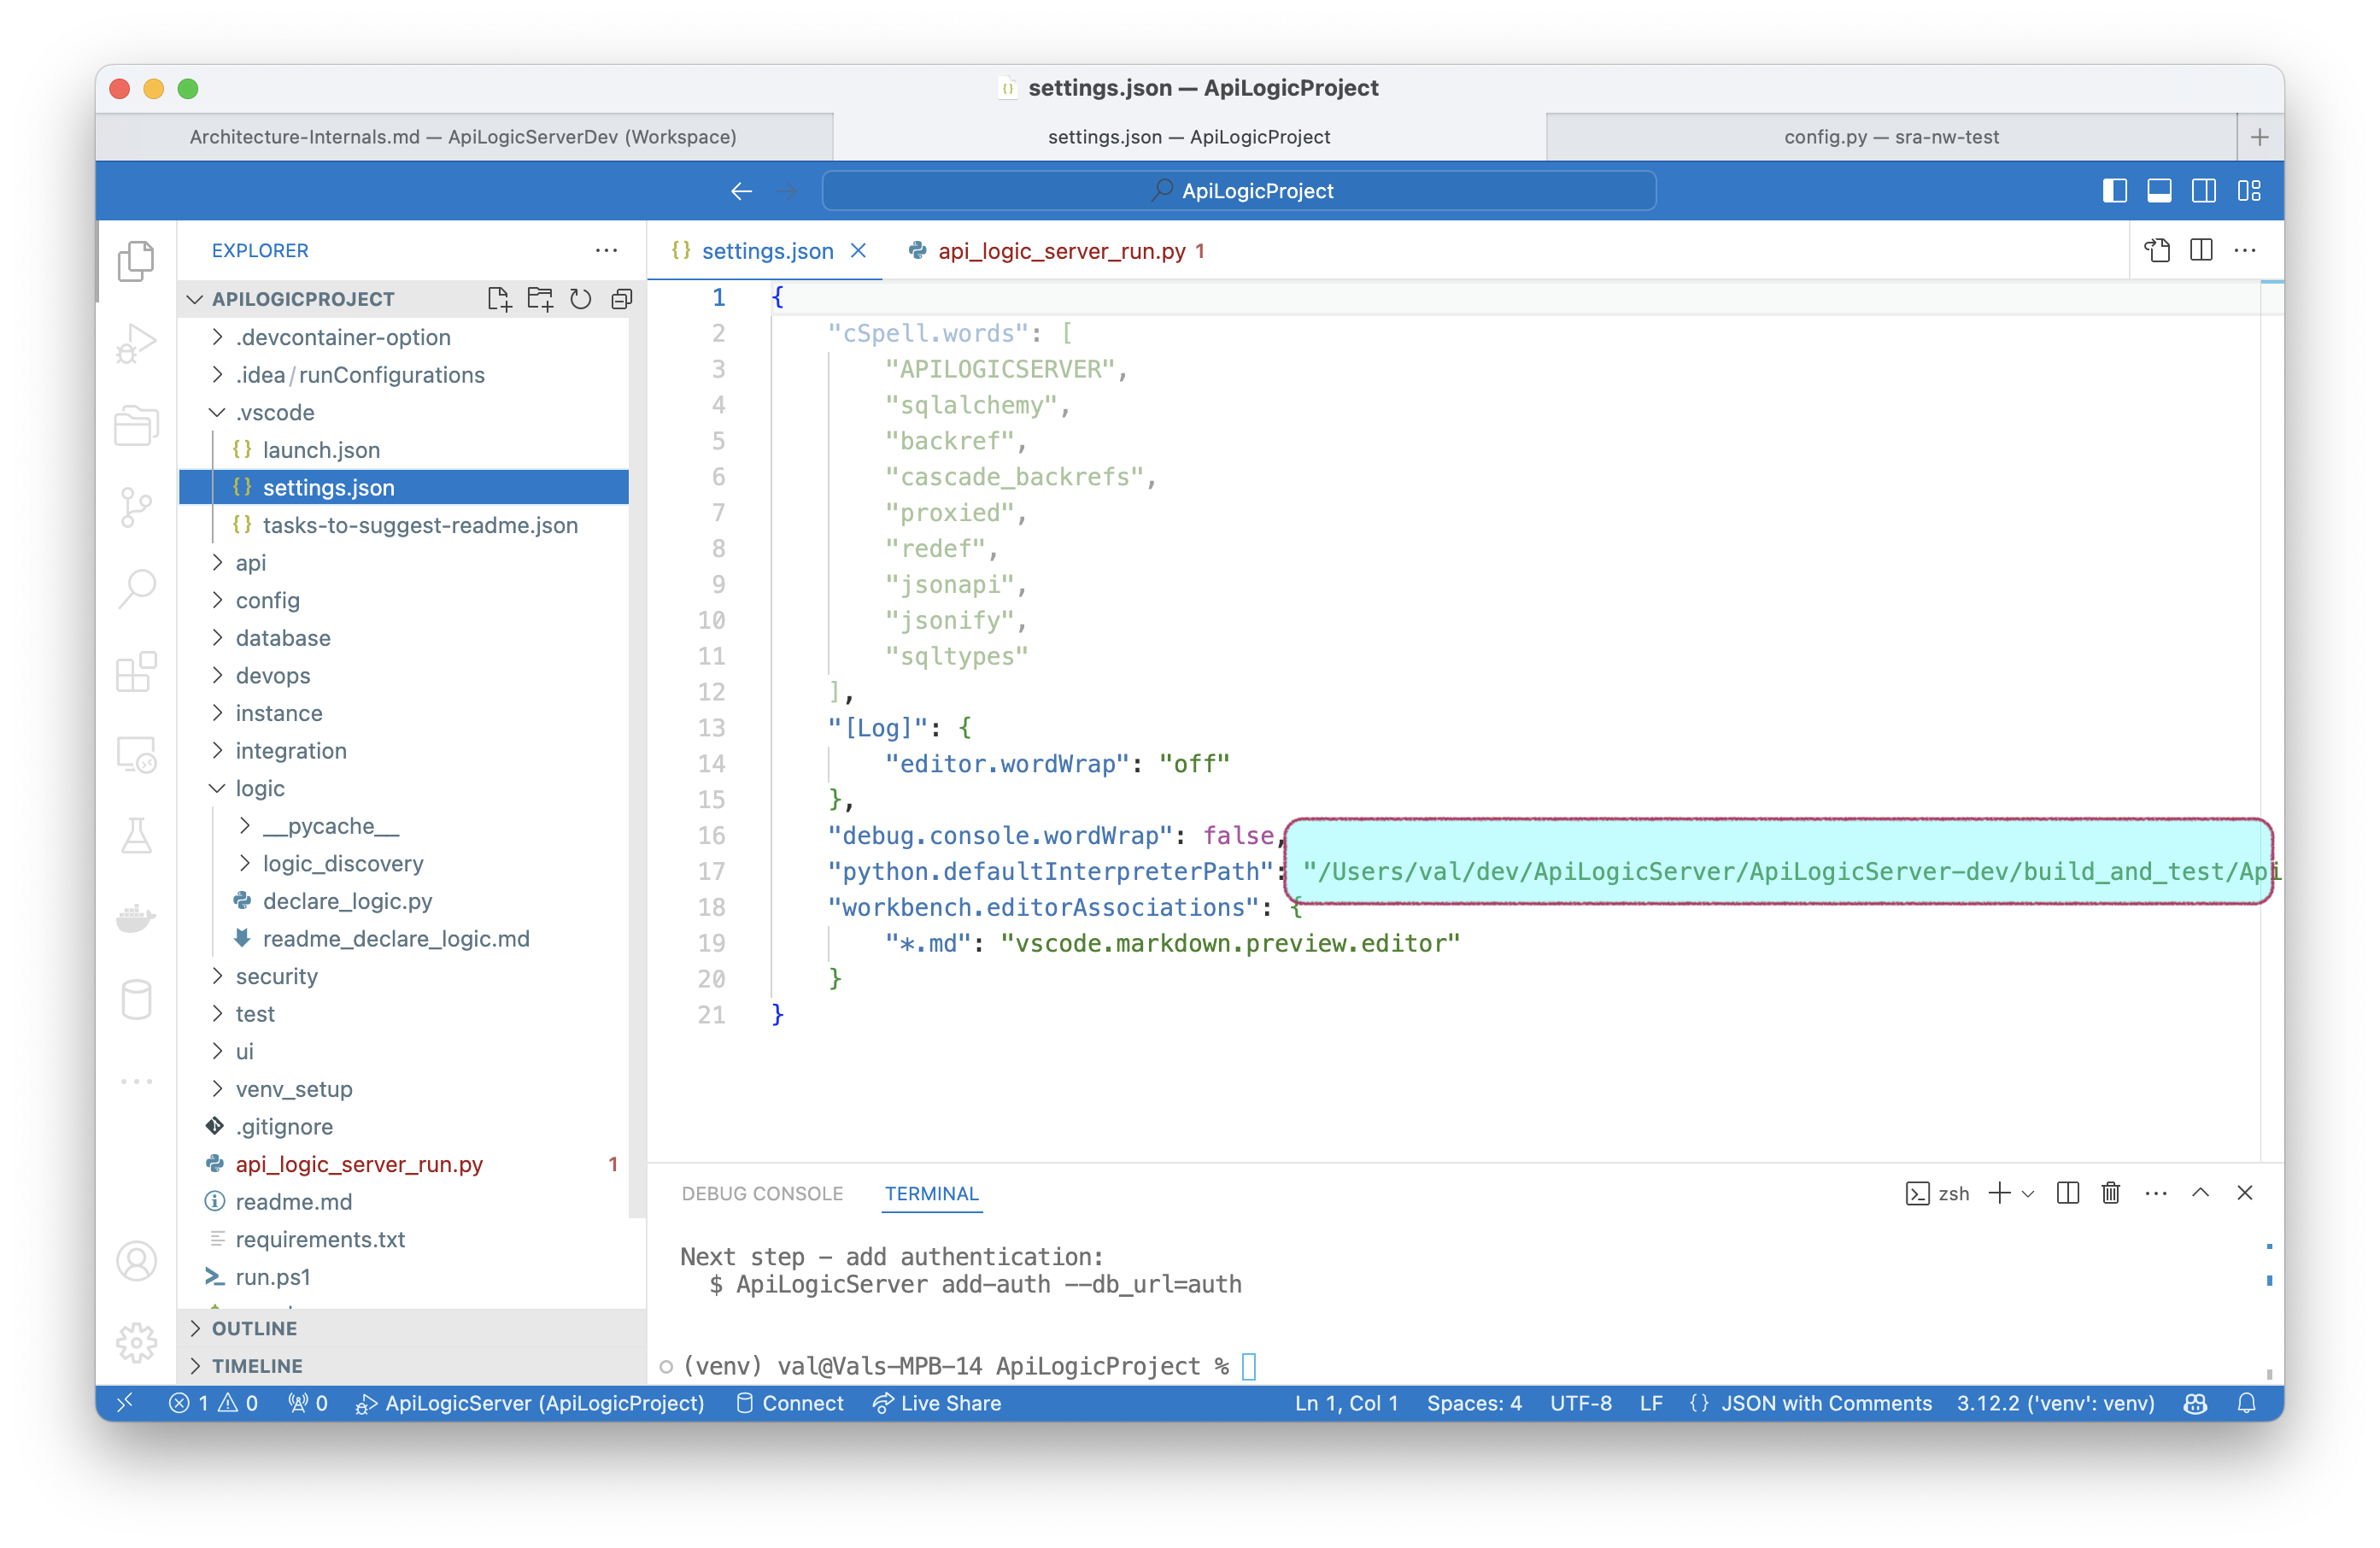 settings.json — ApiLogicProject
Architecture-Internals.md — ApiLogicServerDev (Workspace)
settings.json — ApiLogicProject
config.py — sra-nw-test
ApiLogicProject
EXPLORER
APILOGICPROJECT
.devcontainer-option
.idea/runConfigurations
.vscode
{} launch.json
{} settings.json
{} tasks-to-suggest-readme.json
api
config
database
devops
instance
integration
logic
__pycache__
logic_discovery
declare_logic.py
readme_declare_logic.md
security
test
ui
venv_setup
.gitignore
api_logic_server_run.py 1
readme.md
requirements.txt
run.ps1
OUTLINE
TIMELINE
{} settings.json
api_logic_server_run.py 1
1 {
2 "cSpell.words": [
3 "APILOGICSERVER",
4 "sqlalchemy",
5 "backref",
6 "cascade_backrefs",
7 "proxied",
8 "redef",
9 "jsonapi",
10 "jsonify",
11 "sqltypes"
12 ],
13 "[Log]": {
14 "editor.wordWrap": "off"
15 },
16 "debug.console.wordWrap": false,
17 "python.defaultInterpreterPath": "/Users/val/dev/ApiLogicServer/ApiLogicServer-dev/build_and_test/Api
18 "workbench.editorAssociations": {
19 "*.md": "vscode.markdown.preview.editor"
20 }
21 }
DEBUG CONSOLE
TERMINAL
zsh
Next step - add authentication:
$ ApiLogicServer add-auth --db_url=auth
(venv) val@Vals-MPB-14 ApiLogicProject %
1 0
0
ApiLogicServer (ApiLogicProject)
Connect
Live Share
Ln 1, Col 1
Spaces: 4
UTF-8
LF
{} JSON with Comments
3.12.2 ('venv': venv)